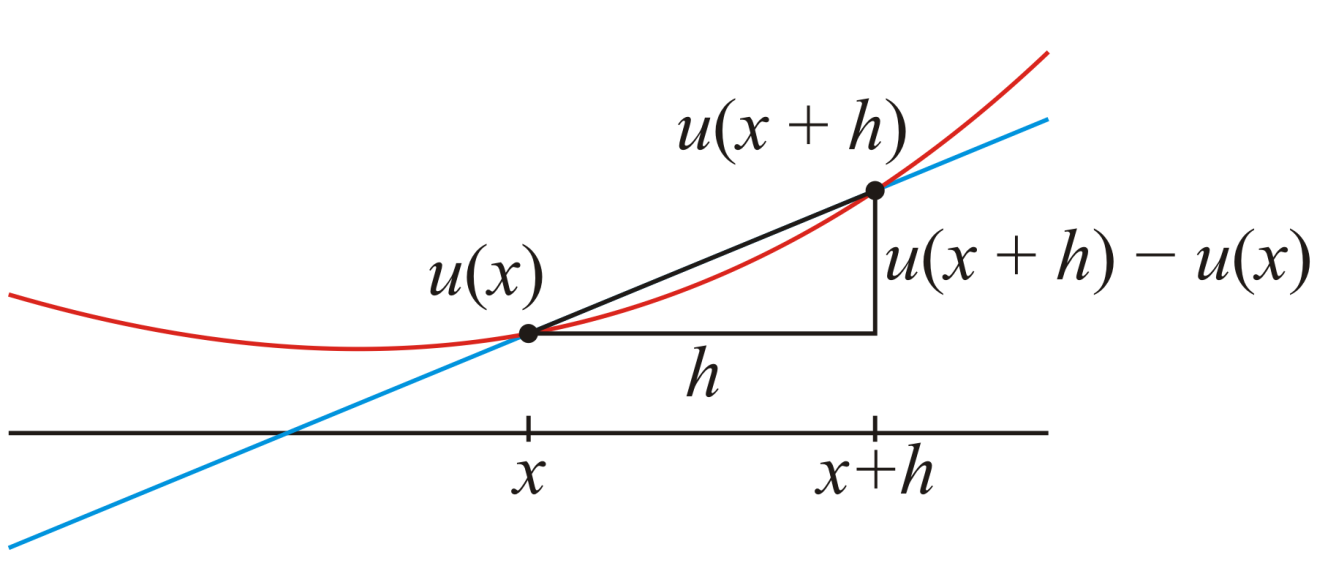 u(x + h)
u(x)
u(x + h) − u(x)
h
x
x+h